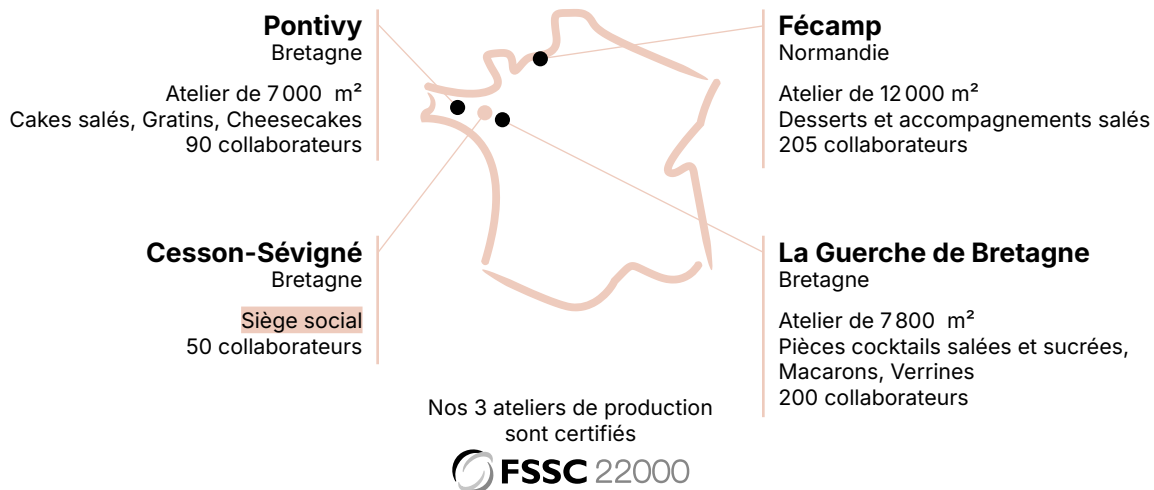 Pontivy
Bretagne
Atelier de 7 000 m²
Cakes salés, Gratins, Cheesecakes
90 collaborateurs
Fécamp
Normandie
Atelier de 12 000 m²
Desserts et accompagnements salés
205 collaborateurs
Cesson-Sévigné
Bretagne
Siège social
50 collaborateurs
La Guerche de Bretagne
Bretagne
Atelier de 7 800 m²
Pièces cocktails salées et sucrées,
Macarons, Verrines
200 collaborateurs
Nos 3 ateliers de production
sont certifiés
FSSC 22000